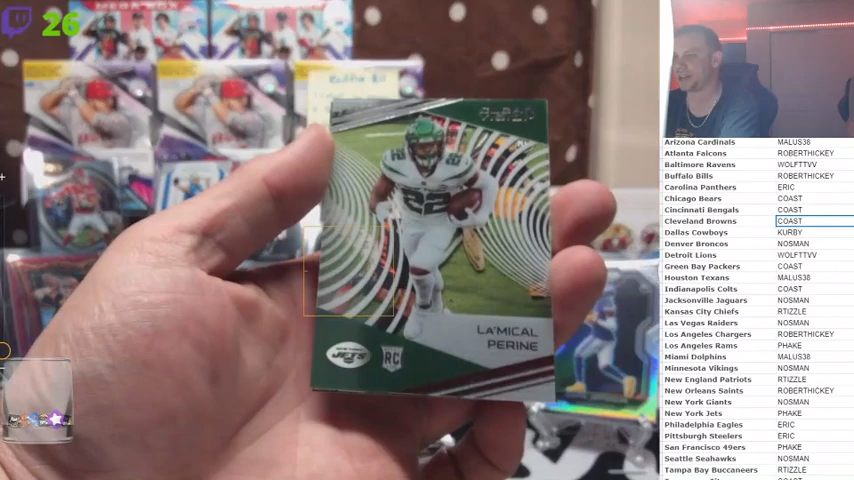 26
MEGA BOX
LA'MICAL
PERINE
JETS
RC
Arizona Cardinals MALUS38
Atlanta Falcons ROBERTHICKEY
Baltimore Ravens WOLFTTVV
Buffalo Bills ROBERTHICKEY
Carolina Panthers ERIC
Chicago Bears COAST
Cincinnati Bengals COAST
Cleveland Browns COAST
Dallas Cowboys KURBY
Denver Broncos NOSMAN
Detroit Lions WOLFTTVV
Green Bay Packers COAST
Houston Texans MALUS38
Indianapolis Colts COAST
Jacksonville Jaguars NOSMAN
Kansas City Chiefs RTIZZLE
Las Vegas Raiders NOSMAN
Los Angeles Chargers ROBERTHICKEY
Los Angeles Rams PHAKE
Miami Dolphins MALUS38
Minnesota Vikings NOSMAN
New England Patriots RTIZZLE
New Orleans Saints ROBERTHICKEY
New York Giants NOSMAN
New York Jets PHAKE
Philadelphia Eagles ERIC
Pittsburgh Steelers ERIC
San Francisco 49ers PHAKE
Seattle Seahawks NOSMAN
Tampa Bay Buccaneers RTIZZLE